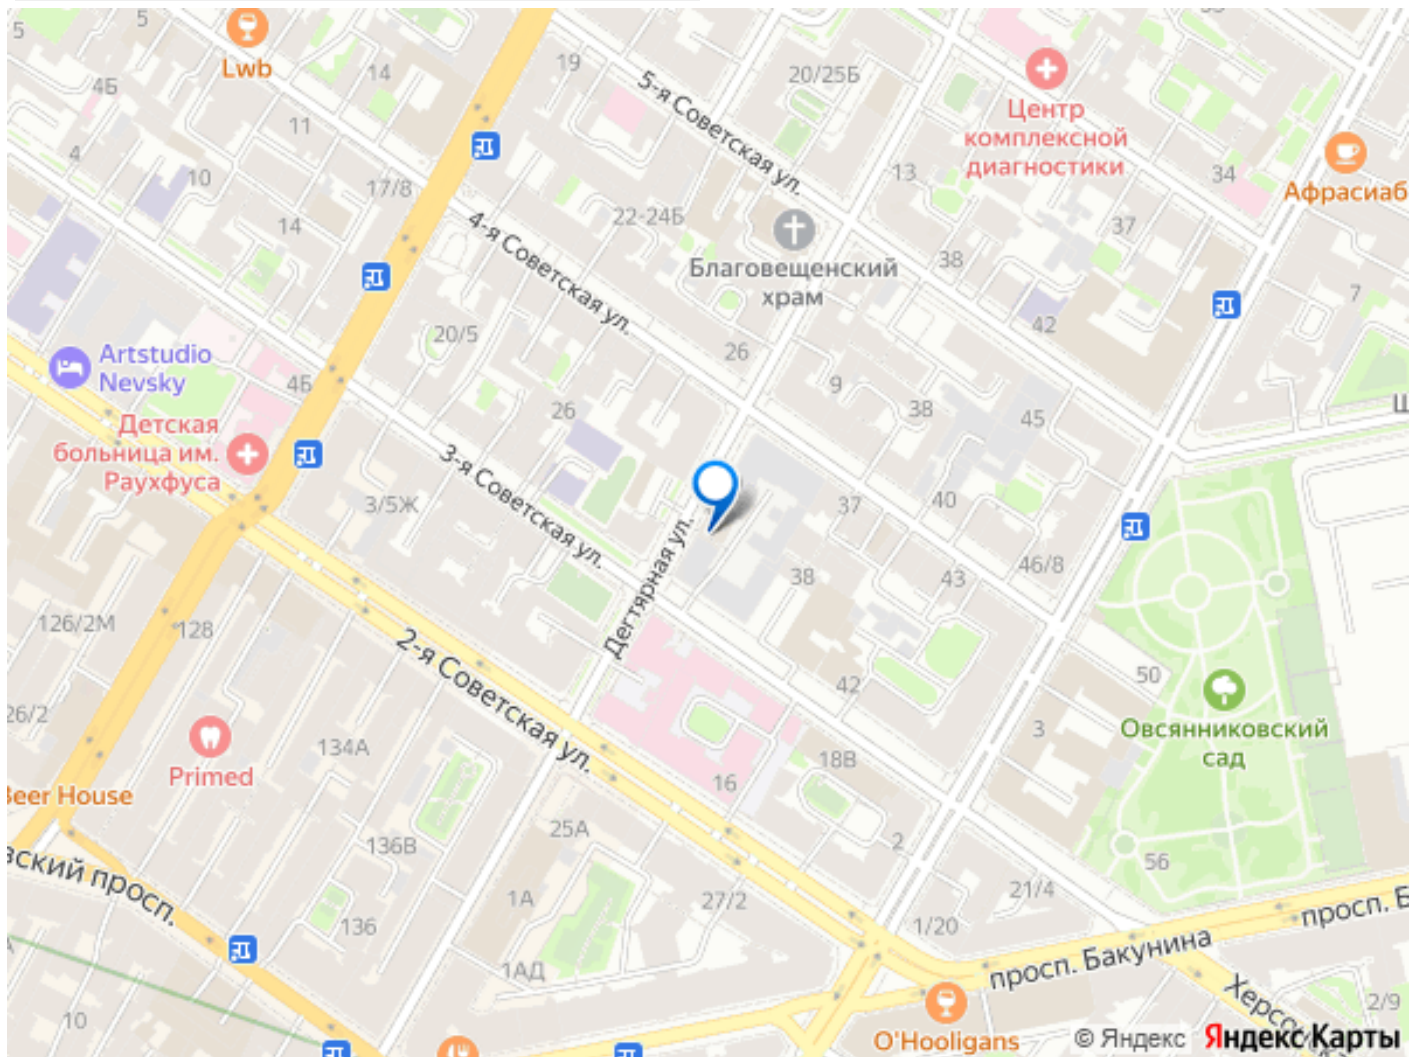 5
5
Lwb
14
19
4Б
11
4
10
17/8
14
20/25Б
5-я Советская ул.
Центр
комплексной
диагностики
13
34
Афрасиаб
22-24Б
4-я Советская ул.
Благовещенский
храм
38
37
7
42
20/5
26
Artstudio
Nevsky
4Б
9
38
45
26
Детская
больница им.
Раухфуса
3-я Советская ул.
3/5Ж
37
40
Дегтярная ул.
38
43
46/8
126/2М
128
2-я Советская ул.
42
50
26/2
3
Овсянниковский
сад
134А
Primed
16
18В
Beer House
25А
136В
2
56
вский просп.
1А
27/2
21/4
136
1/20
просп. Б
просп. Бакунина
1АД
10
Херсо
2/9
O'Hooligans
© Яндекс Яндекс Карты